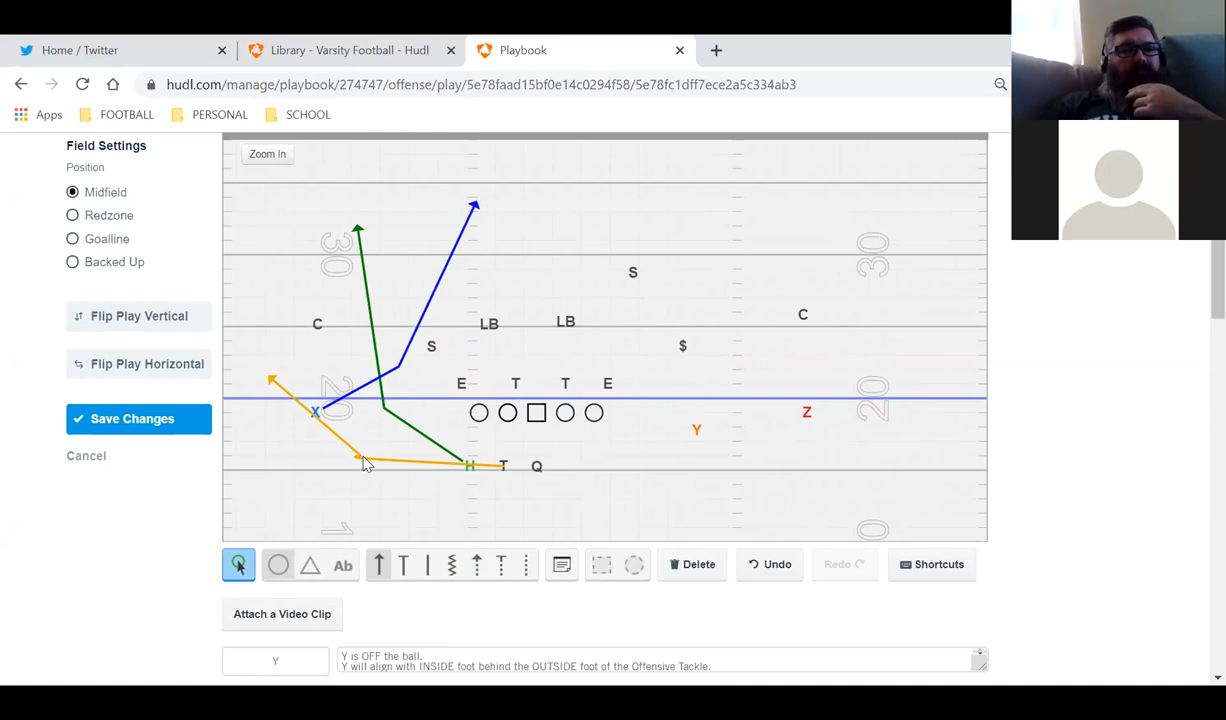 Home / Twitter
Library - Varsity Football - Hudl
Playbook
hudl.com/manage/playbook/274747/offense/play/5e78faad15bf0e14c0294f58/5e78fc1dff7ece2a5c334ab3
Apps FOOTBALL PERSONAL SCHOOL
Field Settings
Position
Midfield
Redzone
Goalline
Backed Up
Flip Play Vertical
Flip Play Horizontal
Save Changes
Cancel
Zoom In
30 30
S
C LB LB C
S $
E T T E
20 X Z 20
Y
H T Q
1 0
Ab T T
Delete
Undo
Redo
Shortcuts
Attach a Video Clip
Y
Y is OFF the ball.
Y will align with INSIDE foot behind the OUTSIDE foot of the Offensive Tackle.